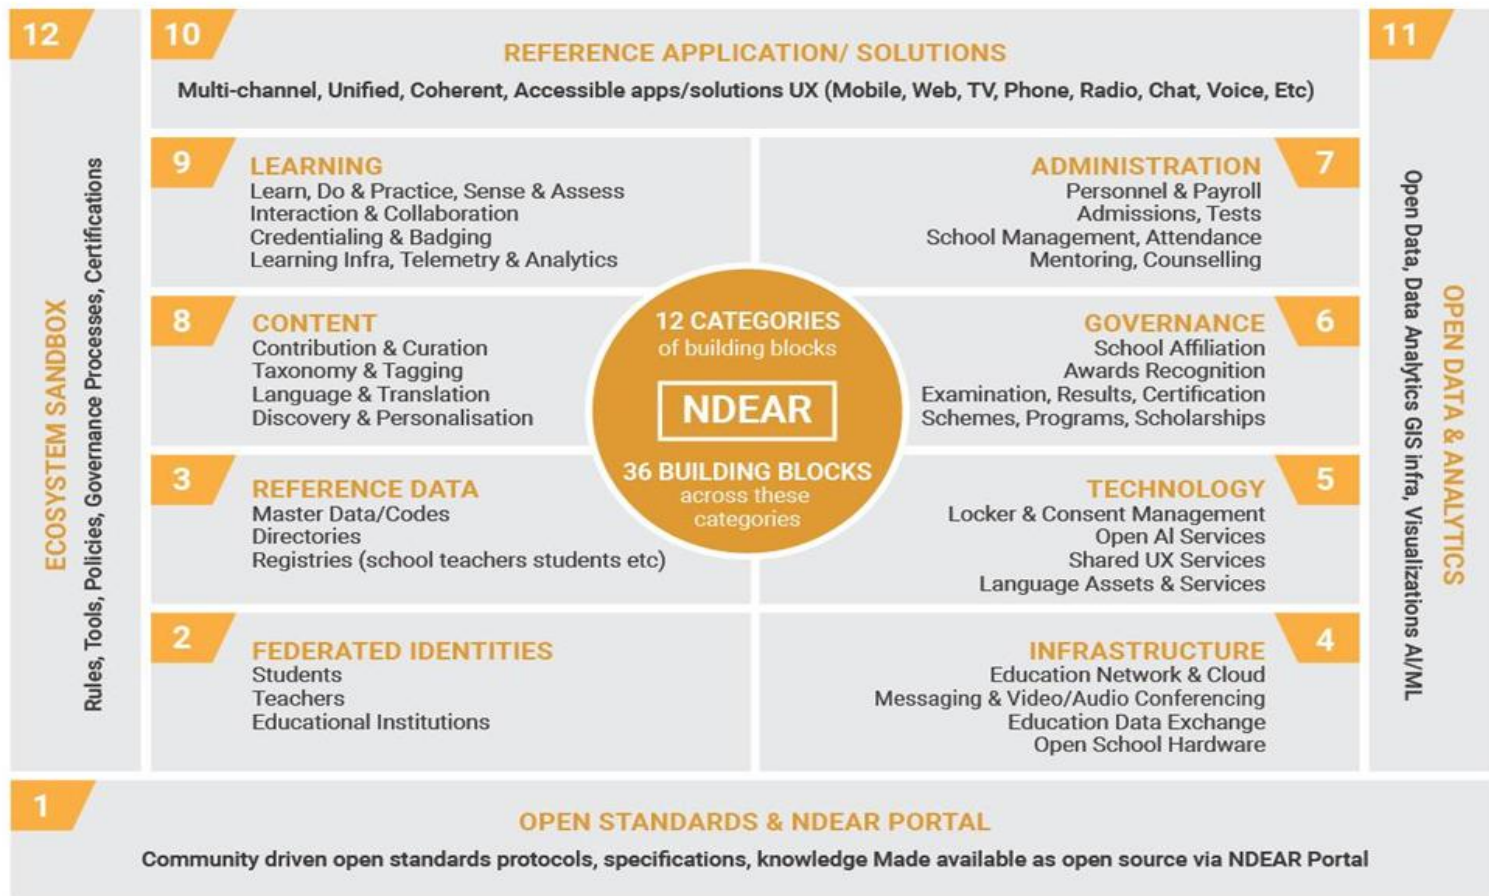 12
ECOSYSTEM SANDBOX
Rules, Tools, Policies, Governance Processes, Certifications
10
REFERENCE APPLICATION/ SOLUTIONS
Multi-channel, Unified, Coherent, Accessible apps/solutions UX (Mobile, Web, TV, Phone, Radio, Chat, Voice, Etc)
11
OPEN DATA & ANALYTICS
Open Data, Data Analytics GIS infra, Visualizations AI/ML
9
LEARNING
Learn, Do & Practice, Sense & Assess
Interaction & Collaboration
Credentialing & Badging
Learning Infra, Telemetry & Analytics
7
ADMINISTRATION
Personnel & Payroll
Admissions, Tests
School Management, Attendance
Mentoring, Counselling
8
CONTENT
Contribution & Curation
Taxonomy & Tagging
Language & Translation
Discovery & Personalisation
12 CATEGORIES
of building blocks
NDEAR
36 BUILDING BLOCKS
across these
categories
6
GOVERNANCE
School Affiliation
Awards Recognition
Examination, Results, Certification
Schemes, Programs, Scholarships
3
REFERENCE DATA
Master Data/Codes
Directories
Registries (school teachers students etc)
5
TECHNOLOGY
Locker & Consent Management
Open Al Services
Shared UX Services
Language Assets & Services
2
FEDERATED IDENTITIES
Students
Teachers
Educational Institutions
4
INFRASTRUCTURE
Education Network & Cloud
Messaging & Video/Audio Conferencing
Education Data Exchange
Open School Hardware
1
OPEN STANDARDS & NDEAR PORTAL
Community driven open standards protocols, specifications, knowledge Made available as open source via NDEAR Portal